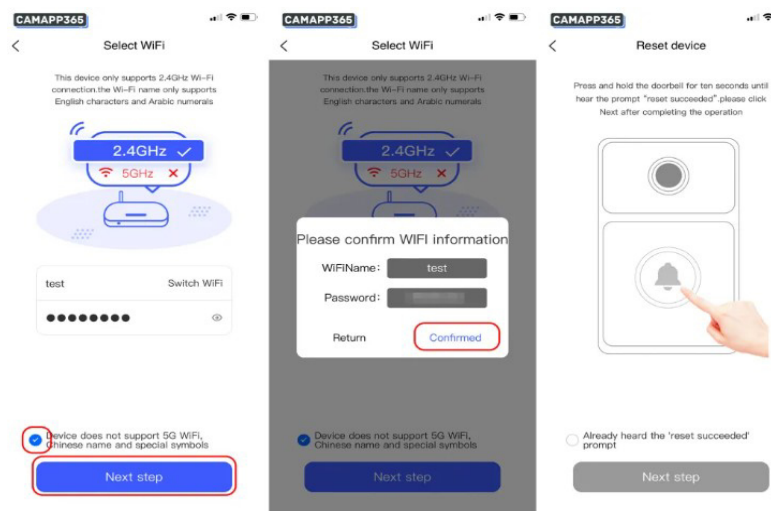 CAMAPP365
Select WiFi
This device only supports 2.4GHz Wi-Fi
connection.the Wi-Fi name only supports
English characters and Arabic numerals
2.4GHz
5GHz
test
Switch WiFi
Device does not support 5G WiFi,
Chinese name and special symbols
Next step
CAMAPP365
Select WiFi
This device only supports 2.4GHz Wi-Fi
connection.the Wi-Fi name only supports
English characters and Arabic numerals
2.4GHz
5GHz
Please confirm WIFI information
WiFiName: test
Password:
Return
Confirmed
Device does not support 5G WiFi,
Chinese name and special symbols
Next step
CAMAPP365
Reset device
Press and hold the doorbell for ten seconds until
hear the prompt "reset succeeded".please click
Next after completing the operation
Already heard the 'reset succeeded'
prompt
Next step